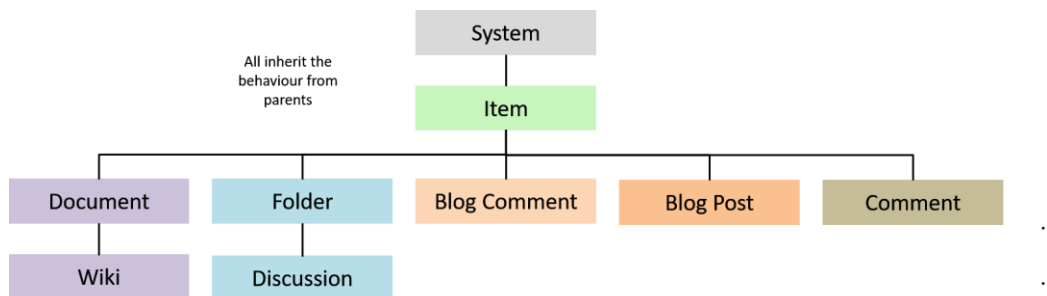 System
All inherit the
behaviour from
parents
Item
Document
Folder
Blog Comment
Blog Post
Comment
.
Wiki
Discussion
.